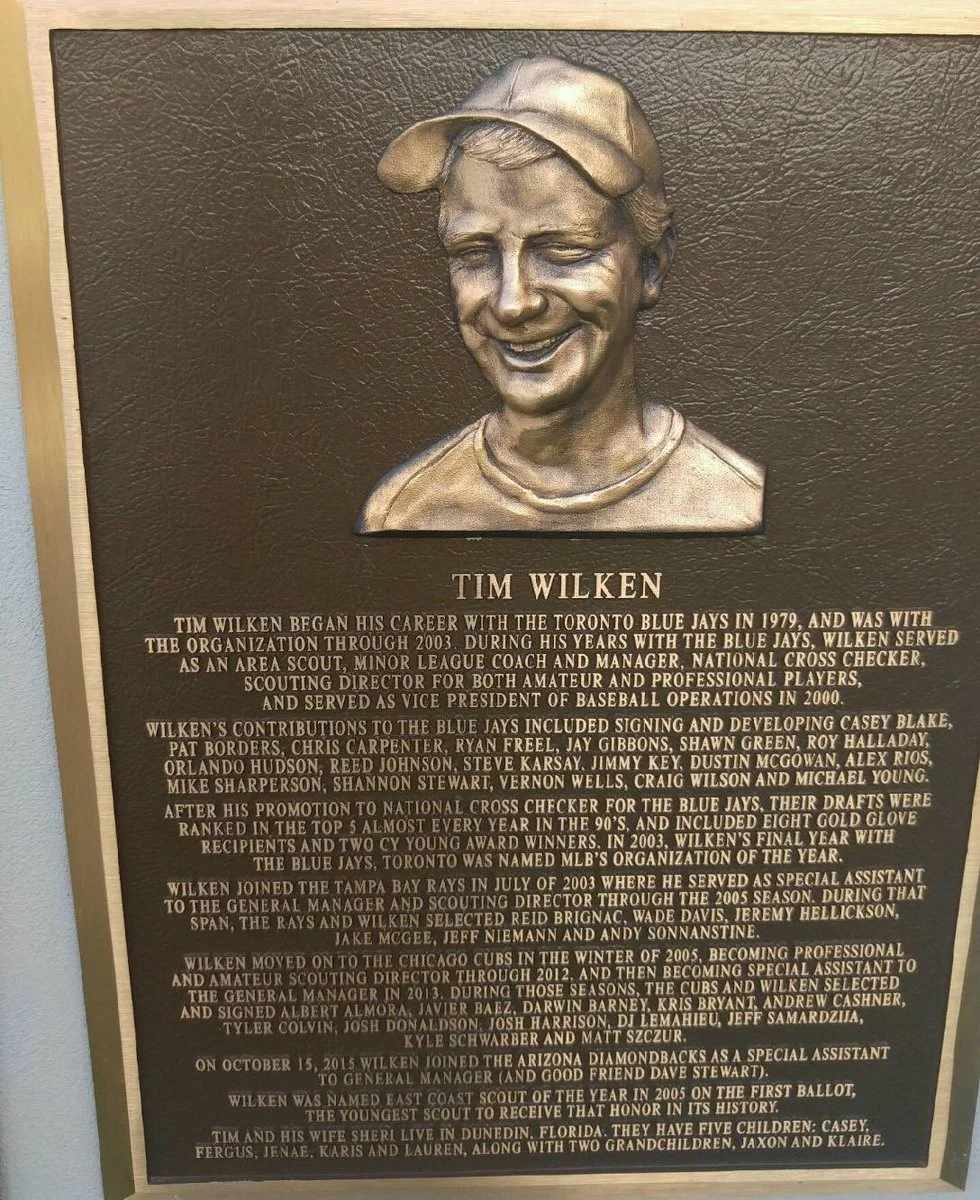 TIM WILKEN
TIM WILKEN BEGAN HIS CAREER WITH THE TORONTO BLUE JAYS IN 1979, AND WAS WITH
THE ORGANIZATION THROUGH 2003. DURING HIS YEARS WITH THE BLUE JAYS, WILKEN SERVED
AS AN AREA SCOUT, MINOR LEAGUE COACH AND MANAGER, NATIONAL CROSS CHECKER,
SCOUTING DIRECTOR FOR BOTH AMATEUR AND PROFESSIONAL PLAYERS,
AND SERVED AS VICE PRESIDENT OF BASEBALL OPERATIONS IN 2000.
WILKEN'S CONTRIBUTIONS TO THE BLUE JAYS INCLUDED SIGNING AND DEVELOPING CASEY BLAKE,
PAT BORDERS, CHRIS CARPENTER, RYAN FREEL, JAY GIBBONS, SHAWN GREEN, ROY HALLADAY,
ORLANDO HUDSON, REED JOHNSON, STEVE KARSAY, JIMMY KEY, DUSTIN MCGOWAN, ALEX RIOS,
MIKE SHARPERSON, SHANNON STEWART, VERNON WELLS, CRAIG WILSON AND MICHAEL YOUNG.
AFTER HIS PROMOTION TO NATIONAL CROSS CHECKER FOR THE BLUE JAYS, THEIR DRAFTS WERE
RANKED IN THE TOP 5 ALMOST EVERY YEAR IN THE 90'S, AND INCLUDED EIGHT GOLD GLOVE
RECIPIENTS AND TWO CY YOUNG AWARD WINNERS. IN 2003, WILKEN'S FINAL YEAR WITH
THE BLUE JAYS, TORONTO WAS NAMED MLB'S ORGANIZATION OF THE YEAR.
WILKEN JOINED THE TAMPA BAY RAYS IN JULY OF 2003 WHERE HE SERVED AS SPECIAL ASSISTANT
TO THE GENERAL MANAGER AND SCOUTING DIRECTOR THROUGH THE 2005 SEASON. DURING THAT
SPAN, THE RAYS AND WILKEN SELECTED REID BRIGNAC, WADE DAVIS, JEREMY HELLICKSON,
JAKE MCGEE, JEFF NIEMANN AND ANDY SONNANSTINE.
WILKEN MOVED ON TO THE CHICAGO CUBS IN THE WINTER OF 2005, BECOMING PROFESSIONAL
AND AMATEUR SCOUTING DIRECTOR THROUGH 2012, AND THEN BECOMING SPECIAL ASSISTANT TO
THE GENERAL MANAGER IN 2013. DURING THOSE SEASONS, THE CUBS AND WILKEN SELECTED
AND SIGNED ALBERT ALMORA, JAVIER BAEZ, DARWIN BARNEY, KRIS BRYANT, ANDREW CASHNER,
TYLER COLVIN, JOSH DONALDSON, JOSH HARRISON, DJ LEMAHIEU, JEFF SAMARDZIJA,
KYLE SCHWARBER AND MATT SZCZUR.
ON OCTOBER 15, 2015 WILKEN JOINED THE ARIZONA DIAMONDBACKS AS A SPECIAL ASSISTANT
TO GENERAL MANAGER (AND GOOD FRIEND DAVE STEWART).
WILKEN WAS NAMED EAST COAST SCOUT OF THE YEAR IN 2005 ON THE FIRST BALLOT,
THE YOUNGEST SCOUT TO RECEIVE THAT HONOR IN ITS HISTORY.
TIM AND HIS WIFE SHERI LIVE IN DUNEDIN, FLORIDA. THEY HAVE FIVE CHILDREN: CASEY,
FERGUS, JENAE, KARIS AND LAUREN, ALONG WITH TWO GRANDCHILDREN, JAXON AND KLAIRE.